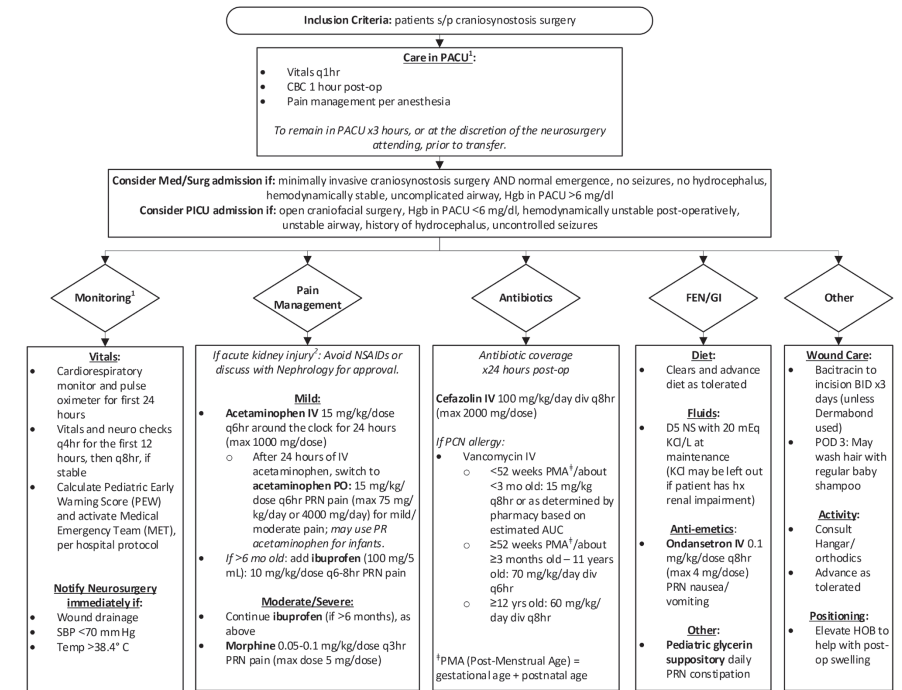 Inclusion Criteria: patients s/p craniosynostosis surgery
Care in PACU1:
• Vitals q1hr
• CBC 1 hour post-op
• Pain management per anesthesia
To remain in PACU x3 hours, or at the discretion of the neurosurgery
attending, prior to transfer.
Consider Med/Surg admission if: minimally invasive craniosynostosis surgery AND normal emergence, no seizures, no hydrocephalus,
hemodynamically stable, uncomplicated airway, Hgb in PACU >6 mg/dl
Consider PICU admission if: open craniofacial surgery, Hgb in PACU <6 mg/dl, hemodynamically unstable post-operatively,
unstable airway, history of hydrocephalus, uncontrolled seizures
Monitoring1
Vitals:
• Cardiorespiratory
monitor and pulse
oximeter for first 24
hours
• Vitals and neuro checks
q4hr for the first 12
hours, then q8hr, if
stable
• Calculate Pediatric Early
Warning Score (PEW)
and activate Medical
Emergency Team (MET),
per hospital protocol
Notify Neurosurgery
immediately if:
• Wound drainage
• SBP <70 mm Hg
• Temp >38.4° C
Pain
Management
If acute kidney injury2: Avoid NSAIDs or
discuss with Nephrology for approval.
Mild:
• Acetaminophen IV 15 mg/kg/dose
q6hr around the clock for 24 hours
(max 1000 mg/dose)
○ After 24 hours of IV
acetaminophen, switch to
acetaminophen PO: 15 mg/kg/
dose q6hr PRN pain (max 75 mg/
kg/day or 4000 mg/day) for mild/
moderate pain; may use PR
acetaminophen for infants.
• If >6 mo old: add ibuprofen (100 mg/5
mL): 10 mg/kg/dose q6-8hr PRN pain
Moderate/Severe:
• Continue ibuprofen (if >6 months), as
above
• Morphine 0.05-0.1 mg/kg/dose q3hr
PRN pain (max dose 5 mg/dose)
Antibiotics
Antibiotic coverage
x24 hours post-op
Cefazolin IV 100 mg/kg/day div q8hr
(max 2000 mg/dose)
If PCN allergy:
• Vancomycin IV
○ <52 weeks PMA‡/about
<3 mo old: 15 mg/kg
q8hr or as determined by
pharmacy based on
estimated AUC
○ ≥52 weeks PMA‡/about
≥3 months old – 11 years
old: 70 mg/kg/day div
q6hr
○ ≥12 yrs old: 60 mg/kg/
day div q8hr
‡PMA (Post-Menstrual Age) =
gestational age + postnatal age
FEN/GI
Diet:
• Clears and advance
diet as tolerated
Fluids:
• D5 NS with 20 mEq
KCl/L at
maintenance
(KCl may be left out
if patient has hx
renal impairment)
Anti-emetics:
• Ondansetron IV 0.1
mg/kg/dose q8hr
(max 4 mg/dose)
PRN nausea/
vomiting
Other:
• Pediatric glycerin
suppository daily
PRN constipation
Other
Wound Care:
• Bacitracin to
incision BID x3
days (unless
Dermabond
used)
• POD 3: May
wash hair with
regular baby
shampoo
Activity:
• Consult
Hangar/
orthodics
• Advance as
tolerated
Positioning:
• Elevate HOB to
help with post-
op swelling